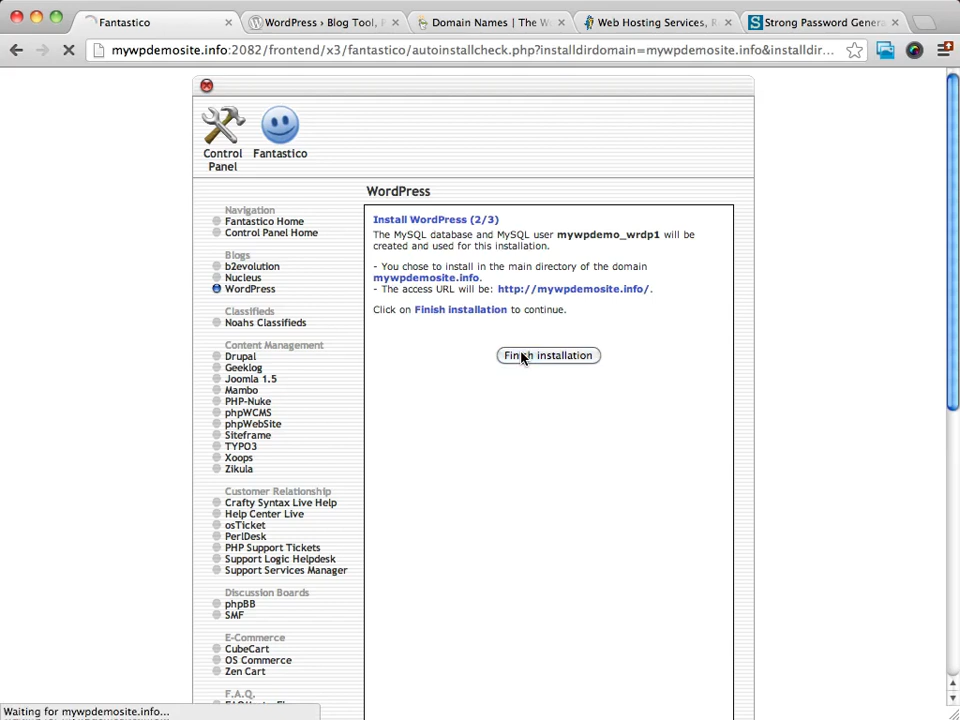 Fantastico
WordPress › Blog Tool, P
Domain Names | The W
Web Hosting Services, R
Strong Password Genera
mywpdemosite.info:2082/frontend/x3/fantastico/autoinstallcheck.php?installdirdomain=mywpdemosite.info&installdir...
Control Panel
Fantastico
WordPress
Navigation
Fantastico Home
Control Panel Home
Blogs
b2evolution
Nucleus
WordPress
Classifieds
Noahs Classifieds
Content Management
Drupal
Geeklog
Joomla 1.5
Mambo
PHP-Nuke
phpWCMS
phpWebSite
Siteframe
TYPO3
Xoops
Zikula
Customer Relationship
Crafty Syntax Live Help
Help Center Live
osTicket
PerlDesk
PHP Support Tickets
Support Logic Helpdesk
Support Services Manager
Discussion Boards
phpBB
SMF
E-Commerce
CubeCart
OS Commerce
Zen Cart
F.A.Q.
Install WordPress (2/3)
The MySQL database and MySQL user mywpdemo_wrdp1 will be
created and used for this installation.
- You chose to install in the main directory of the domain
mywpdemosite.info.
- The access URL will be: http://mywpdemosite.info/.
Click on Finish installation to continue.
Finish installation
Waiting for mywpdemosite.info...